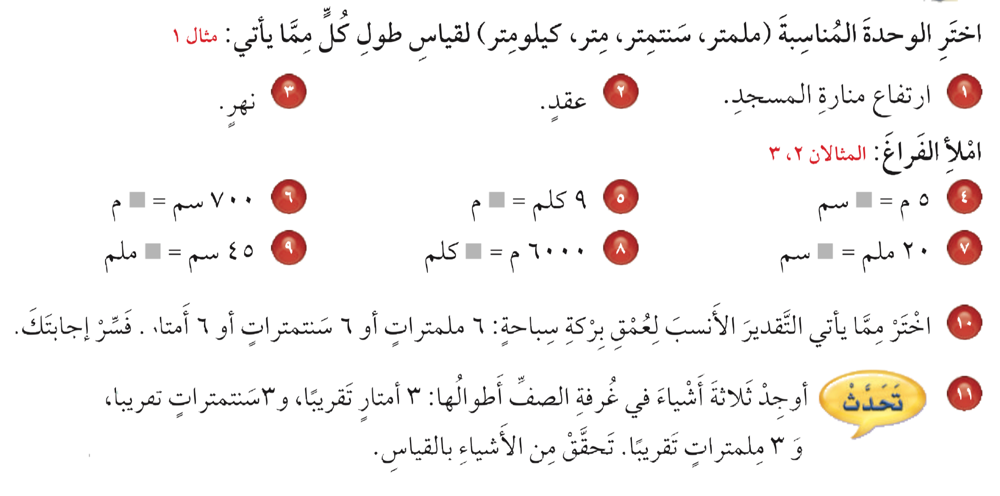 اختَرِ الوحدةَ المُناسِبةَ (ملمتر، سَنتمِتر، مِتر، كيلومِتر) لقياسِ طولِ كُلٍّ مِمَّا يأتي: مثال ١
١ ارتفاع منارةِ المسجدِ. ٢ عقدٍ. ٣ نهرٍ.
امْلأِ الفَراغَ: المثالان ٢، ٣
٤ ٥ م = سم ٥ ٩ كلم = م ٦ ٧٠٠ سم = م
٧ ٢٠ ملم = سم ٨ ٦٠٠٠ م = كلم ٩ ٤٥ سم = ملم
١٠ اخْتَرْ مِمَّا يأتي التَّقديرَ الأَنسبَ لِعُمْقِ بِرْكةِ سِباحةٍ: ٦ ملمتراتٍ أو ٦ سَنتمتراتٍ أو ٦ أَمتار. فَسِّرْ إجابتَكَ.
١١ تَحَدَّثْ أوجِدْ ثَلاثةَ أَشْياءَ في غُرفةِ الصفِّ أَطوالُها: ٣ أمتارٍ تَقريبًا، و٣سَنتمتراتٍ تقريبا،
وَ ٣ مِلمتراتٍ تَقريبًا. تَحقَّقْ مِن الأَشياءِ بالقياسِ.